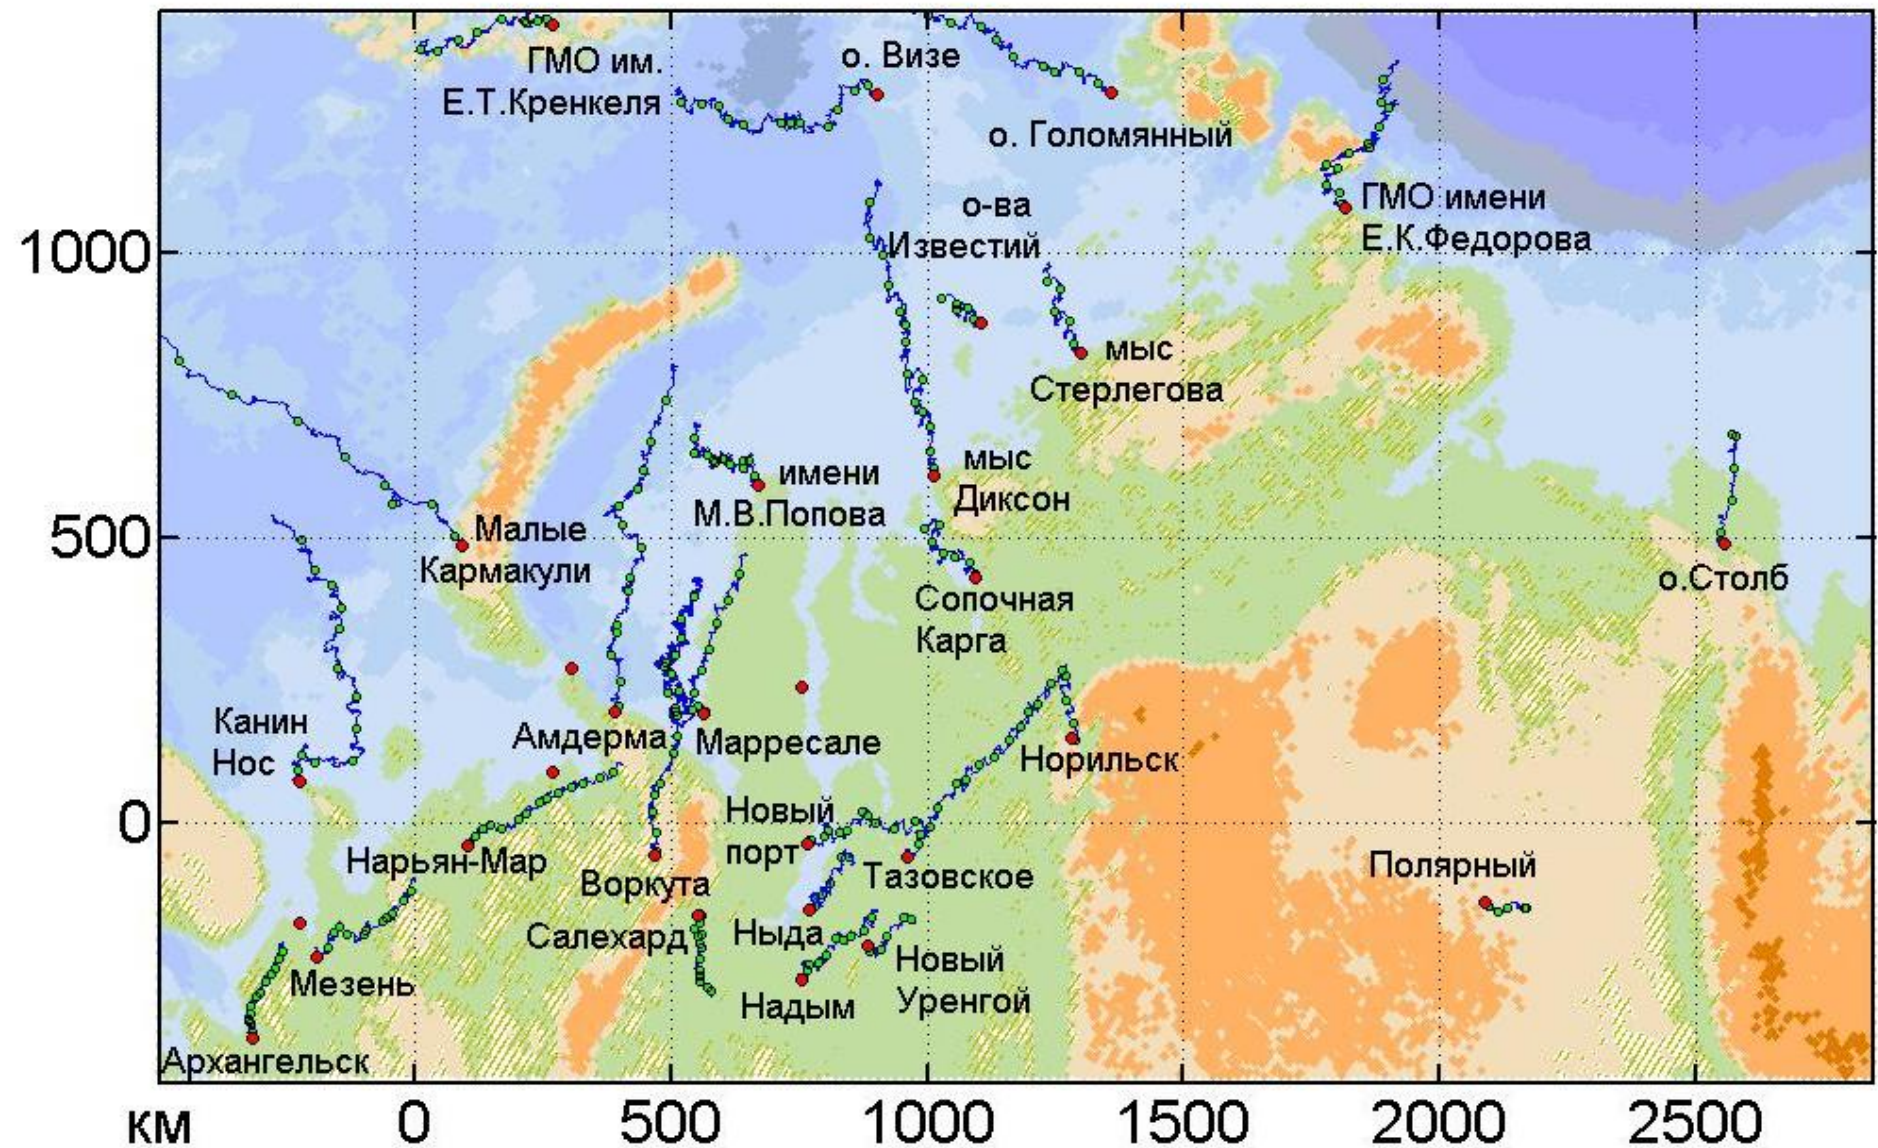 ГМО им.
Е.Т.Кренкеля
о. Визе
о. Голомянный
ГМО имени
Е.К.Федорова
о-ва
Известий
1000
мыс
Стерлегова
имени
М.В.Попова
мыс
Диксон
500
Малые
Кармакули
о.Столб
Сопочная
Карга
Канин
Нос
Амдерма
Марресале
Норильск
Новый
порт
0
Нарьян-Мар
Воркута
Тазовское
Полярный
Салехард
Ныда
Новый
Уренгой
Мезень
Надым
Архангельск
км
0
500
1000
1500
2000
2500